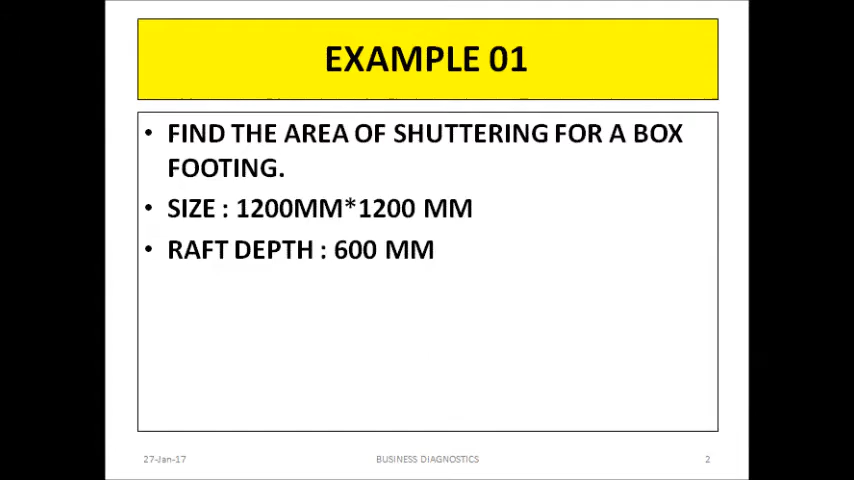 EXAMPLE 01
• FIND THE AREA OF SHUTTERING FOR A BOX
FOOTING.
• SIZE : 1200MM*1200 MM
• RAFT DEPTH : 600 MM
27-Jan-17 BUSINESS DIAGNOSTICS 2